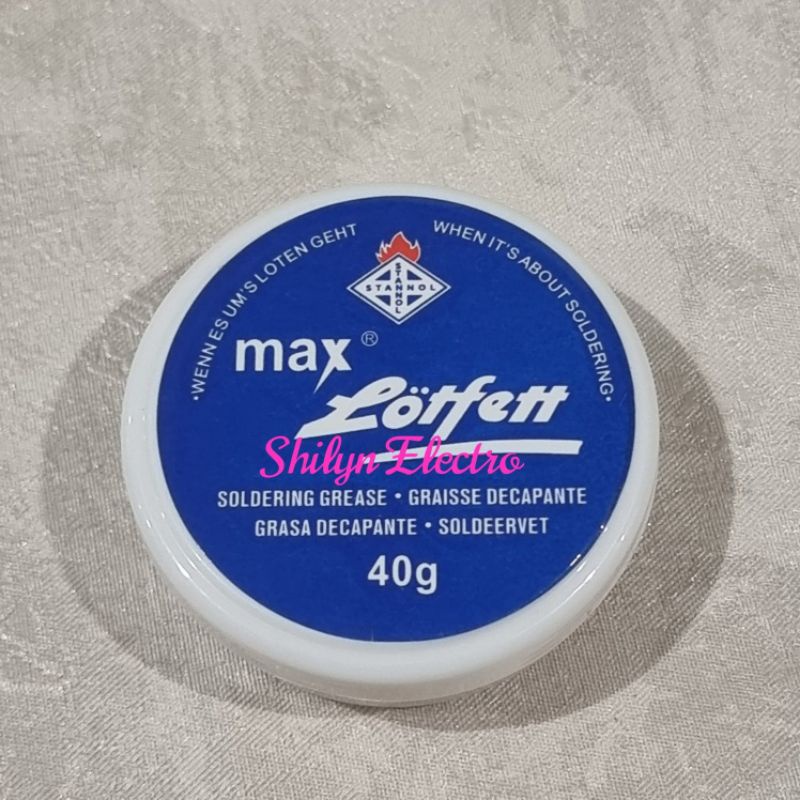 ·WENN ES UM'S LOTEN GEHT
WHEN IT'S ABOUT SOLDERING·
STANNOL
STANNOL
max®
Lötfett
Shilyn Electro
SOLDERING GREASE · GRAISSE DECAPANTE
GRASA DECAPANTE · SOLDEERVET
40g